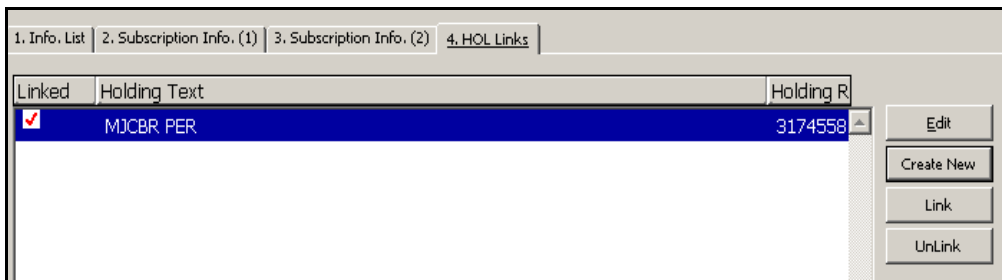 1. Info. List 2. Subscription Info. (1) 3. Subscription Info. (2) 4. HOL Links
Linked Holding Text Holding R
MJCBR PER 3174558
Edit
Create New
Link
UnLink